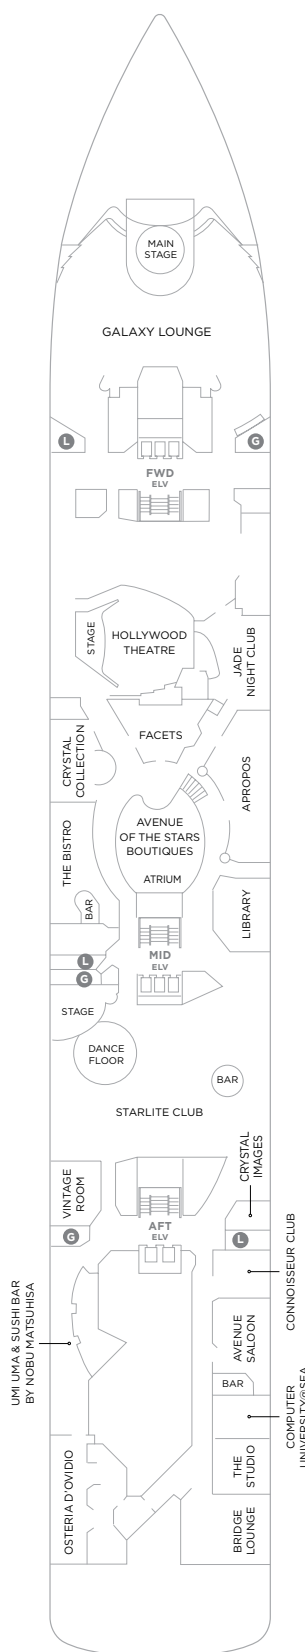 MAIN
STAGE
GALAXY LOUNGE
L
G
FWD
ELV
STAGE
HOLLYWOOD
THEATRE
JADE
NIGHT CLUB
FACETS
CRYSTAL
COLLECTION
APROPOS
AVENUE
OF THE STARS
BOUTIQUES
ATRIUM
THE BISTRO
BAR
LIBRARY
MID
ELV
L
G
STAGE
DANCE
FLOOR
BAR
STARLITE CLUB
CRYSTAL
IMAGES
VINTAGE
ROOM
G
AFT
ELV
L
CONNOISSEUR CLUB
UMI UMA & SUSHI BAR
BY NOBU MATSUHISA
AVENUE
SALOON
BAR
COMPUTER
UNIVERSITY@SEA
THE
STUDIO
OSTERIA D'OVIDIO
BRIDGE
LOUNGE